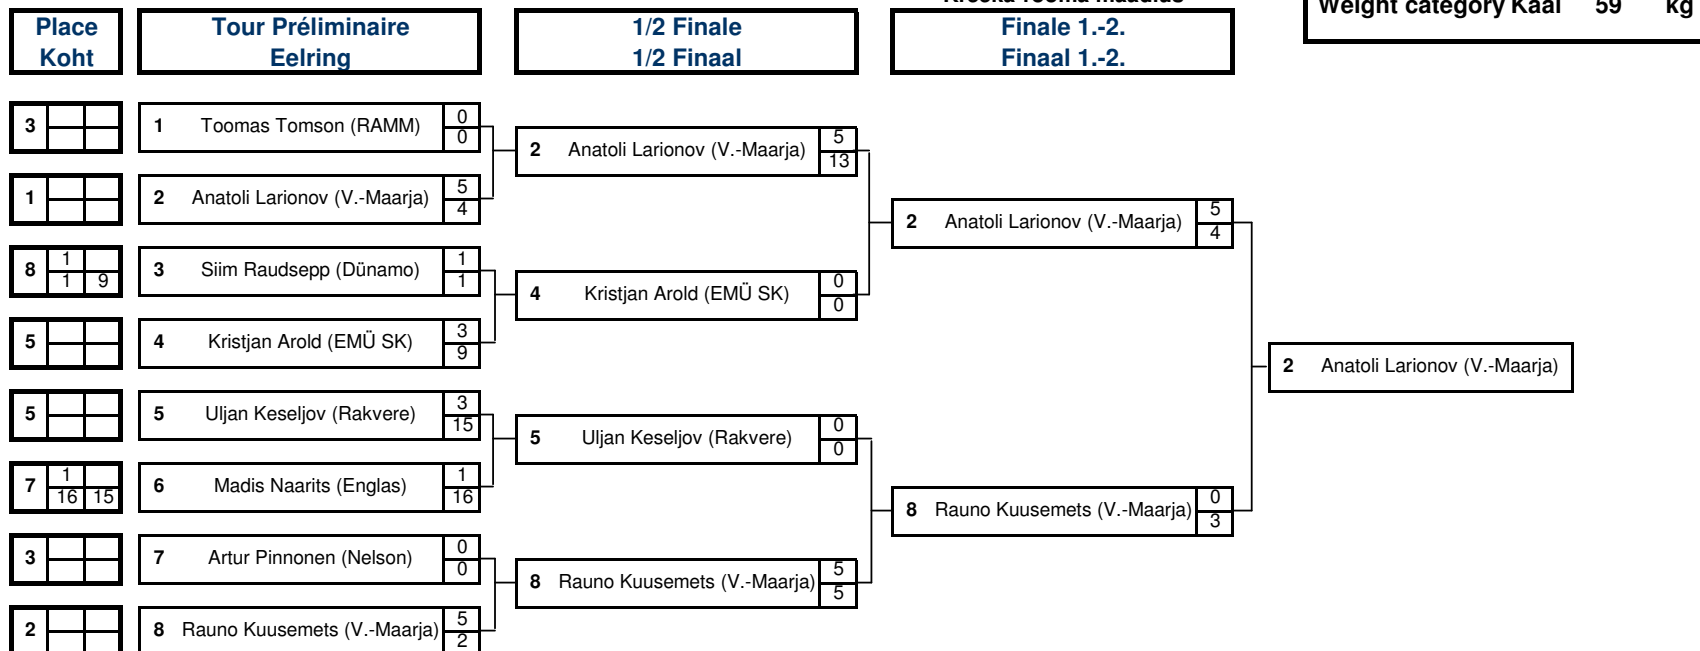 Kreeka-rooma maadlus
Weight category Kaal 59 kg
Place
Koht
Tour Préliminaire
Eelring
1/2 Finale
1/2 Finaal
Finale 1.-2.
Finaal 1.-2.
3 1 Toomas Tomson (RAMM) 0
0
2 Anatoli Larionov (V.-Maarja) 5
13
1 2 Anatoli Larionov (V.-Maarja) 5
4
2 Anatoli Larionov (V.-Maarja) 5
4
8 1
1 9
3 Siim Raudsepp (Dünamo) 1
1
4 Kristjan Arold (EMÜ SK) 0
0
5 4 Kristjan Arold (EMÜ SK) 3
9
2 Anatoli Larionov (V.-Maarja)
5 5 Uljan Keseljov (Rakvere) 3
15
5 Uljan Keseljov (Rakvere) 0
0
7 1
16 15
6 Madis Naarits (Englas) 1
16
8 Rauno Kuusemets (V.-Maarja) 0
3
3 7 Artur Pinnonen (Nelson) 0
0
8 Rauno Kuusemets (V.-Maarja) 5
5
2 8 Rauno Kuusemets (V.-Maarja) 5
2